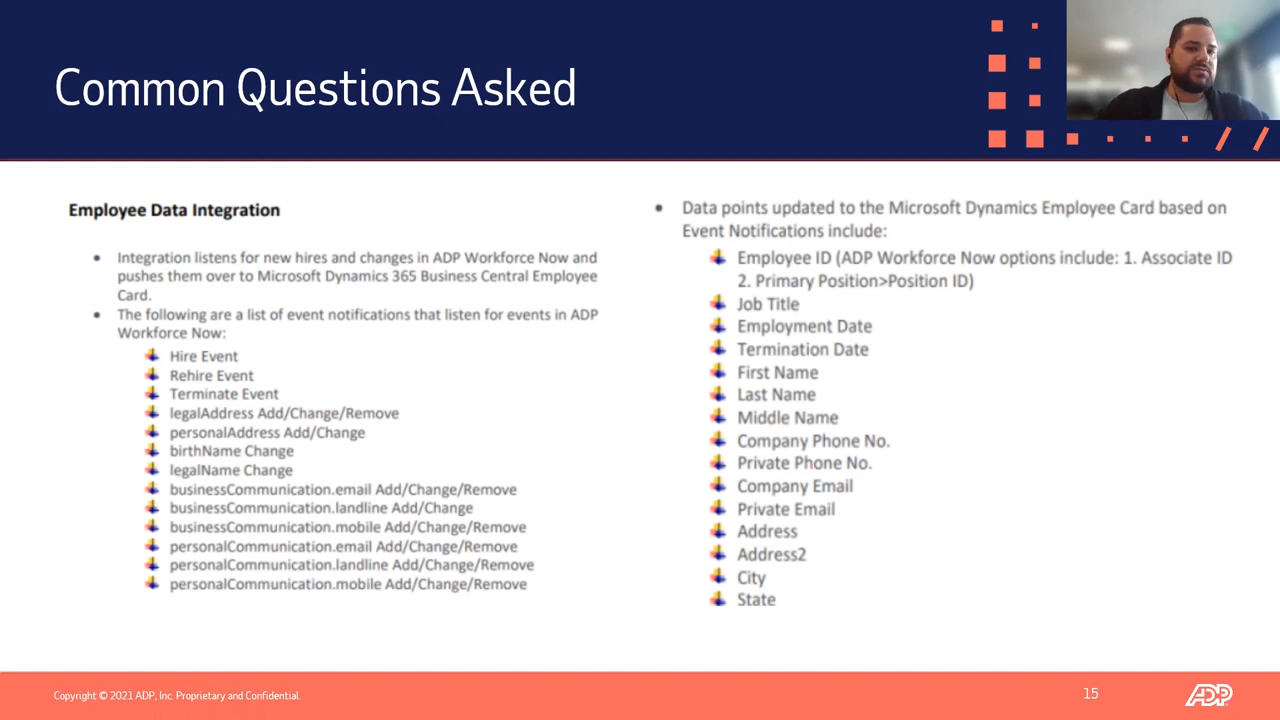 Common Questions Asked
Employee Data Integration
Integration listens for new hires and changes in ADP Workforce Now and
pushes them over to Microsoft Dynamics 365 Business Central Employee
Card.
The following are a list of event notifications that listen for events in ADP
Workforce Now:
Hire Event
Rehire Event
Terminate Event
legalAddress Add/Change/Remove
personalAddress Add/Change
birthName Change
legalName Change
businessCommunication.email Add/Change/Remove
businessCommunication.landline Add/Change
businessCommunication.mobile Add/Change/Remove
personalCommunication.email Add/Change/Remove
personalCommunication.landline Add/Change/Remove
personalCommunication.mobile Add/Change/Remove
Data points updated to the Microsoft Dynamics Employee Card based on
Event Notifications include:
Employee ID (ADP Workforce Now options include: 1. Associate ID
2. Primary Position>Position ID)
Job Title
Employment Date
Termination Date
First Name
Last Name
Middle Name
Company Phone No.
Private Phone No.
Company Email
Private Email
Address
Address2
City
State
Copyright © 2021 ADP, Inc. Proprietary and Confidential.
15
ADP